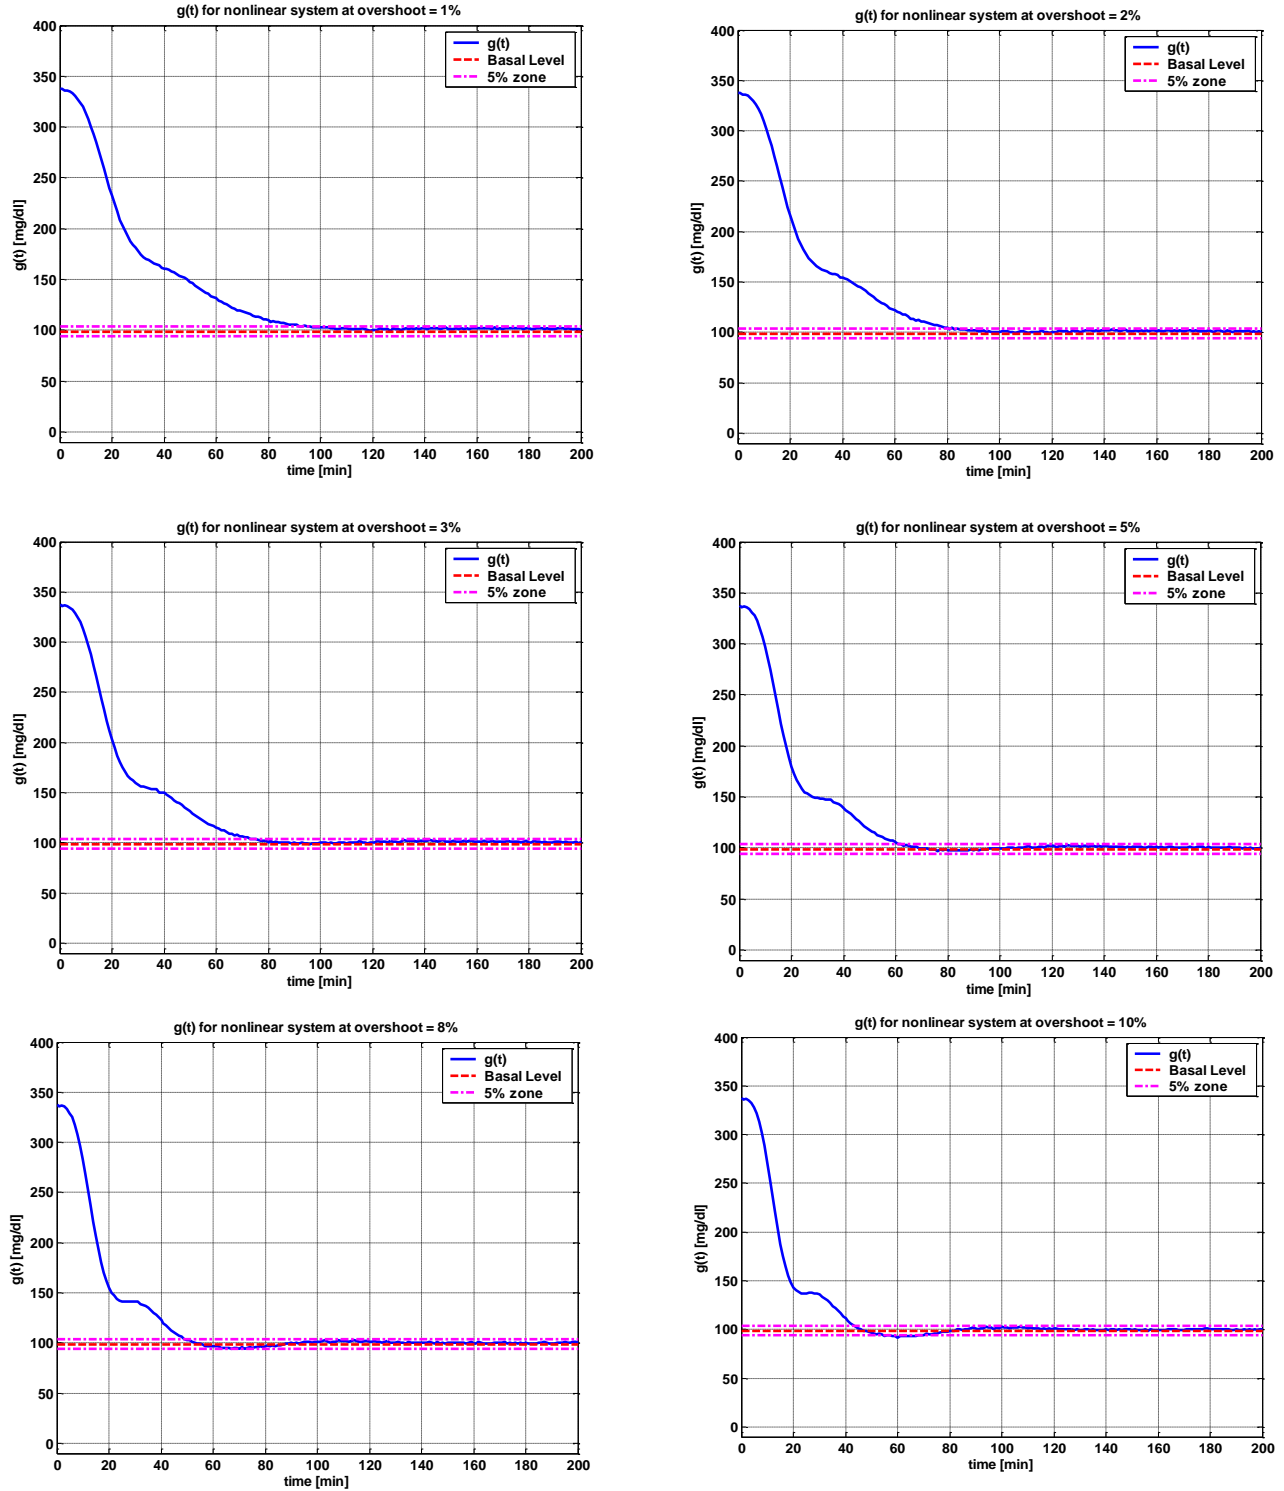 g(t) for nonlinear system at overshoot = 1%
g(t)
Basal Level
5% zone
g(t) [mg/dl]
400
350
300
250
200
150
100
50
0
0 20 40 60 80 100 120 140 160 180 200
time [min]
g(t) for nonlinear system at overshoot = 2%
g(t)
Basal Level
5% zone
g(t) [mg/dl]
400
350
300
250
200
150
100
50
0
0 20 40 60 80 100 120 140 160 180 200
time [min]
g(t) for nonlinear system at overshoot = 3%
g(t)
Basal Level
5% zone
g(t) [mg/dl]
400
350
300
250
200
150
100
50
0
0 20 40 60 80 100 120 140 160 180 200
time [min]
g(t) for nonlinear system at overshoot = 5%
g(t)
Basal Level
5% zone
g(t) [mg/dl]
400
350
300
250
200
150
100
50
0
0 20 40 60 80 100 120 140 160 180 200
time [min]
g(t) for nonlinear system at overshoot = 8%
g(t)
Basal Level
5% zone
g(t) [mg/dl]
400
350
300
250
200
150
100
50
0
0 20 40 60 80 100 120 140 160 180 200
time [min]
g(t) for nonlinear system at overshoot = 10%
g(t)
Basal Level
5% zone
g(t) [mg/dl]
400
350
300
250
200
150
100
50
0
0 20 40 60 80 100 120 140 160 180 200
time [min]